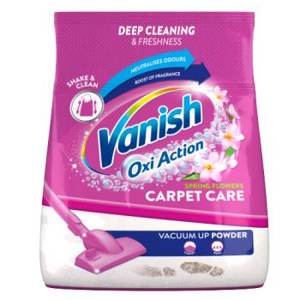 DEEP CLEANING
& FRESHNESS
NEUTRALISES ODOURS
BOOST OF FRAGRANCE
SHAKE &
CLEAN
Vanish
Oxi Action
SPRING FLOWERS
CARPET CARE
VACUUM UP POWDER